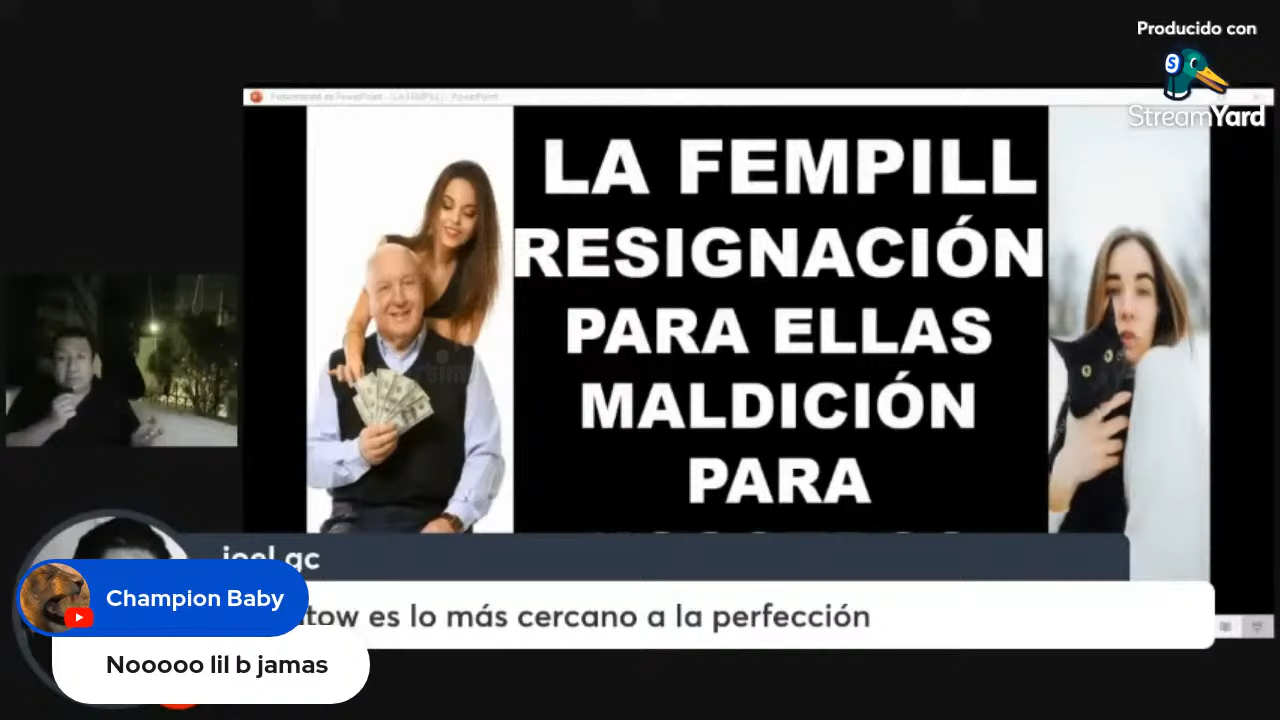 Producido con
StreamYard
LA FEMPILL
RESIGNACIÓN
PARA ELLAS
MALDICIÓN
PARA
joel gc
es lo más cercano a la perfección
Champion Baby
Nooooo lil b jamas